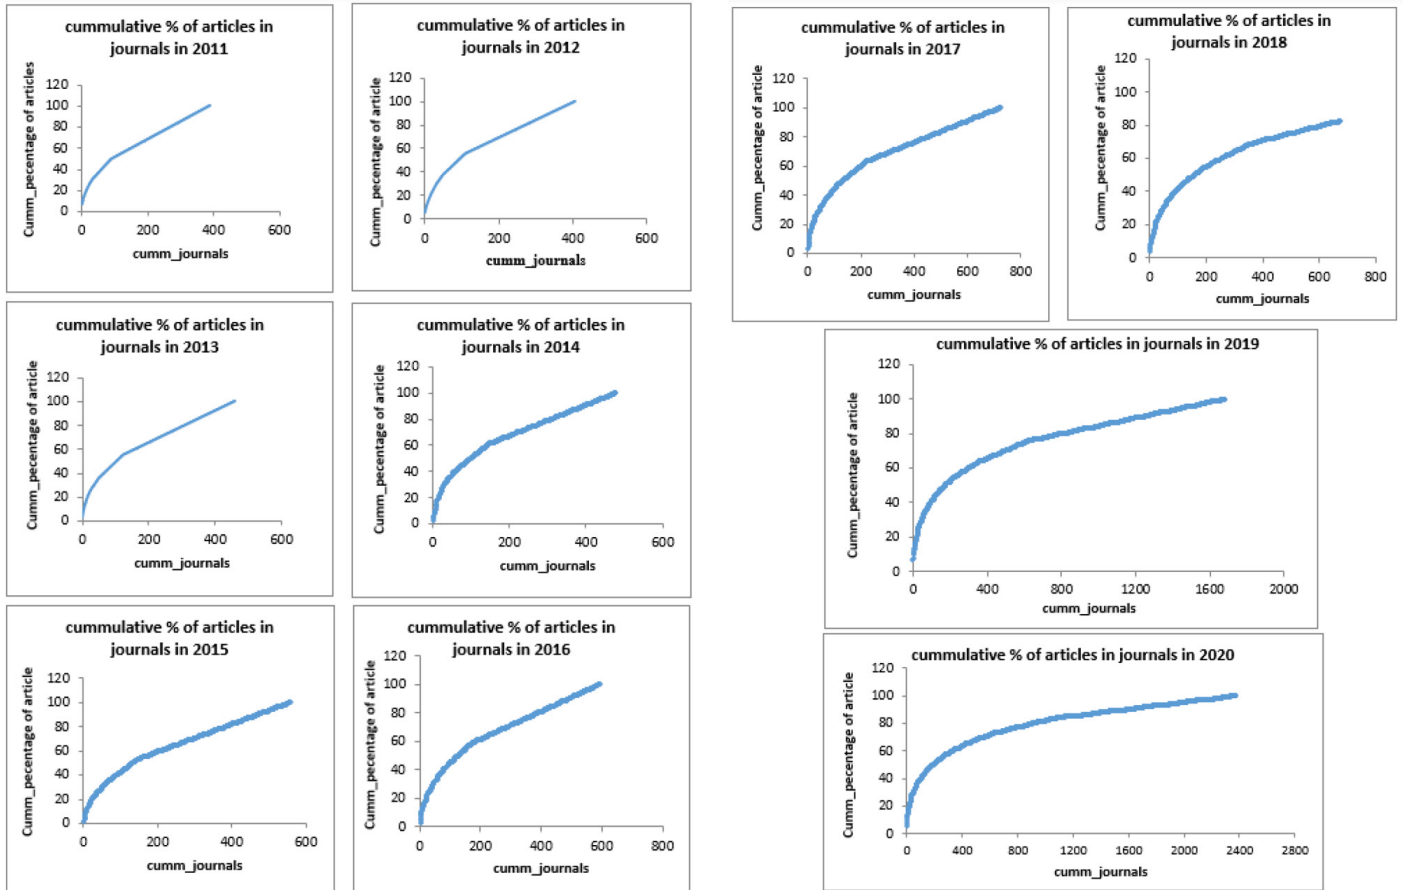 cummulative % of articles in
journals in 2011
Cumm_pecentage of articles
120
100
80
60
40
20
0
0 200 400 600
cumm_journals
cummulative % of articles in
journals in 2012
Cumm_pecentage of article
120
100
80
60
40
20
0
0 200 400 600
cumm_journals
cummulative % of articles in
journals in 2013
Cumm_pecentage of article
120
100
80
60
40
20
0
0 200 400 600
cumm_journals
cummulative % of articles in
journals in 2014
Cumm_pecentage of article
120
100
80
60
40
20
0
0 200 400 600
cumm_journals
cummulative % of articles in
journals in 2015
Cumm_pecentage of article
120
100
80
60
40
20
0
0 200 400 600
cumm_journals
cummulative % of articles in
journals in 2016
Cumm_pecentage of article
120
100
80
60
40
20
0
0 200 400 600 800
cumm_journals
cummulative % of articles in
journals in 2017
Cumm_pecentage of article
120
100
80
60
40
20
0
0 200 400 600 800
cumm_journals
cummulative % of articles in
journals in 2018
Cumm_pecentage of article
120
100
80
60
40
20
0
0 200 400 600 800
cumm_journals
cummulative % of articles in journals in 2019
Cumm_pecentage of article
120
100
80
60
40
20
0
0 400 800 1200 1600 2000
cumm_journals
cummulative % of articles in journals in 2020
Cumm_pecentage of article
120
100
80
60
40
20
0
0 400 800 1200 1600 2000 2400 2800
cumm_journals